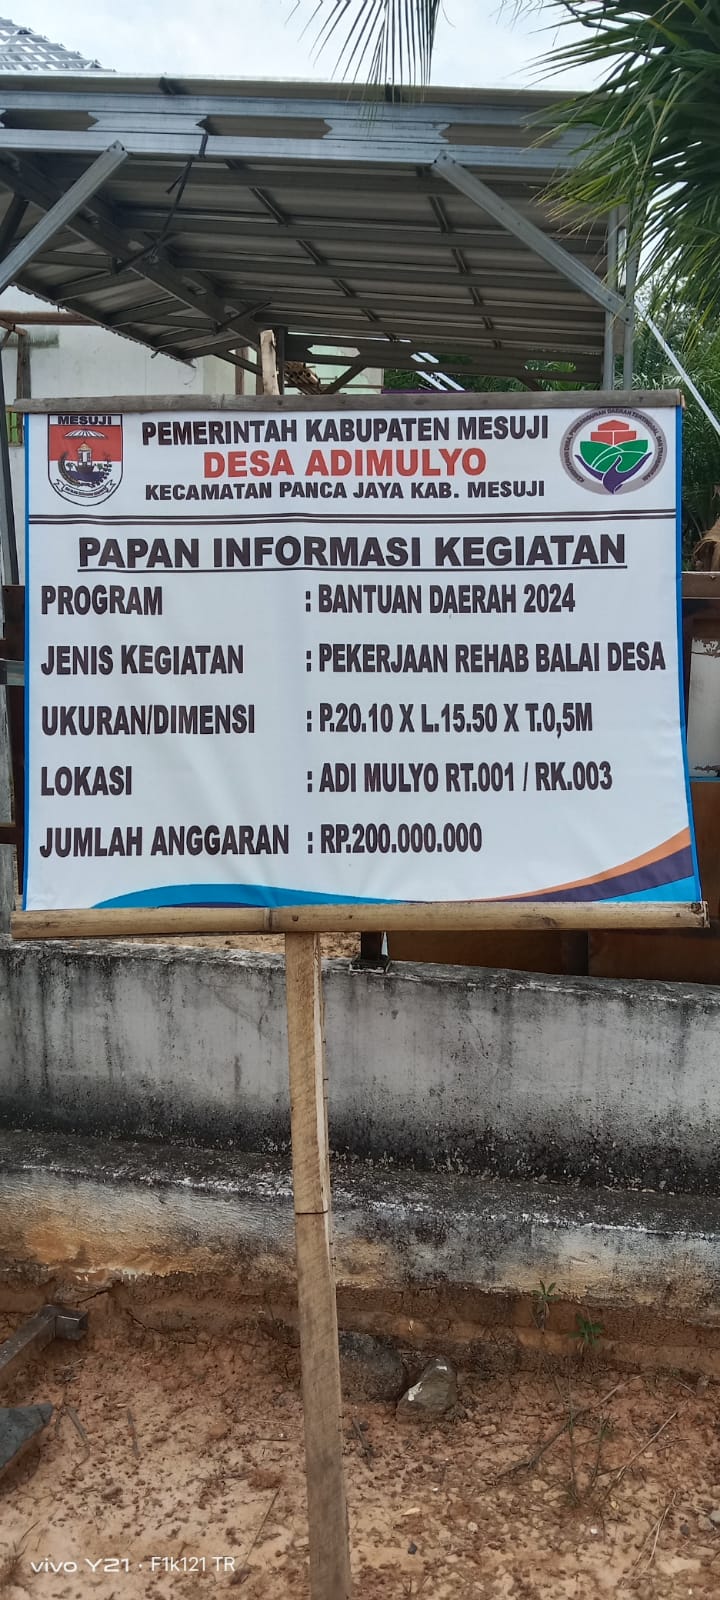 MESUJI
PEMERINTAH KABUPATEN MESUJI
DESA ADIMULYO
KECAMATAN PANCA JAYA KAB. MESUJI
PAPAN INFORMASI KEGIATAN
PROGRAM : BANTUAN DAERAH 2024
JENIS KEGIATAN : PEKERJAAN REHAB BALAI DESA
UKURAN/DIMENSI : P.20.10 X L.15.50 X T.0,5M
LOKASI : ADI MULYO RT.001 / RK.003
JUMLAH ANGGARAN : RP.200.000.000
vivo Y21 · F1k121 TR